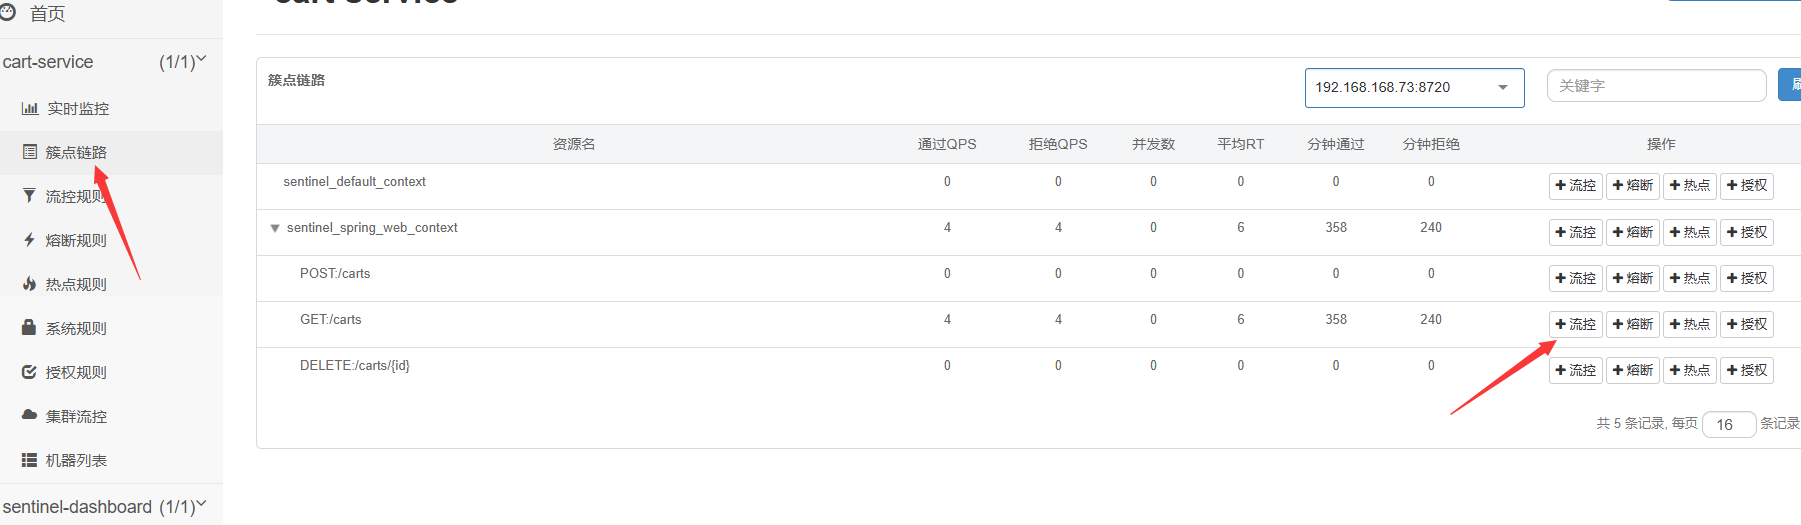 cart-service
首页
cart-service (1/1)
实时监控
簇点链路
流控规则
熔断规则
热点规则
系统规则
授权规则
集群流控
机器列表
sentinel-dashboard (1/1)
簇点链路 192.168.168.73:8720 关键字
资源名 通过QPS 拒绝QPS 并发数 平均RT 分钟通过 分钟拒绝 操作
sentinel_default_context 0 0 0 0 0 0 +流控 +熔断 +热点 +授权
sentinel_spring_web_context 4 4 0 6 358 240 +流控 +熔断 +热点 +授权
POST:/carts 0 0 0 0 0 0 +流控 +熔断 +热点 +授权
GET:/carts 4 4 0 6 358 240 +流控 +熔断 +热点 +授权
DELETE:/carts/{id} 0 0 0 0 0 0 +流控 +熔断 +热点 +授权
共 5 条记录, 每页 16 条记录